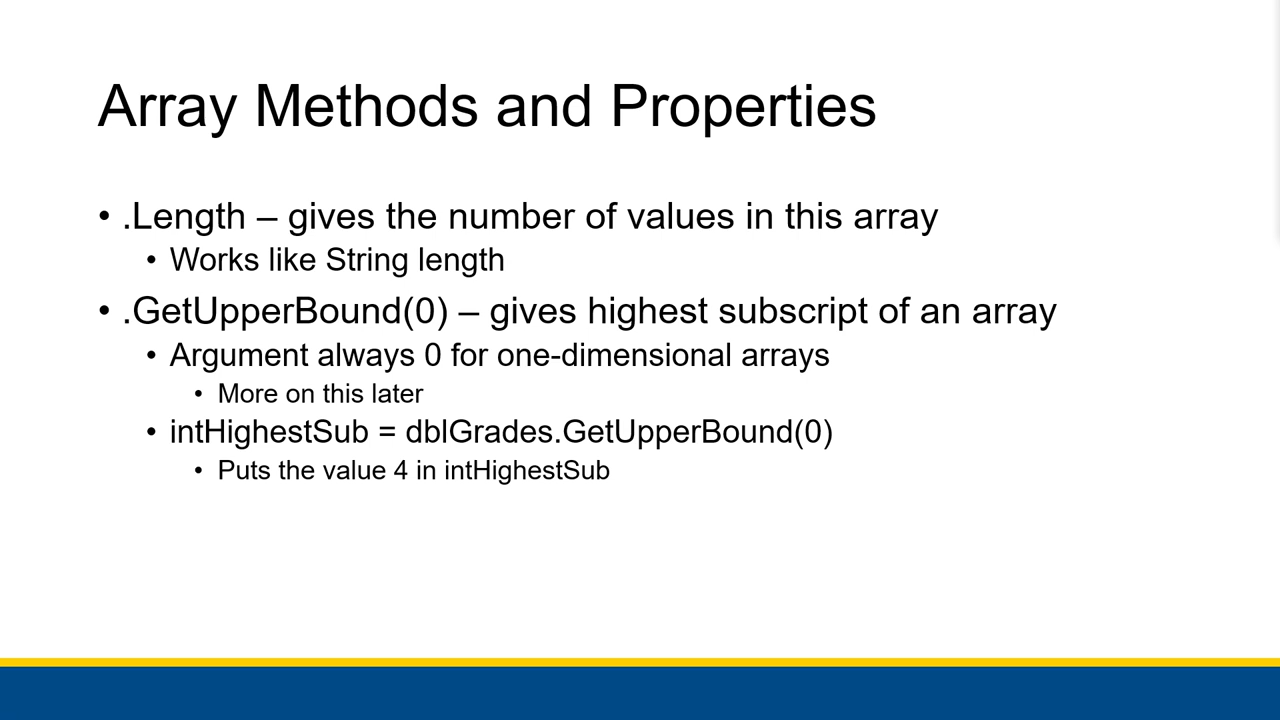 Array Methods and Properties
• .Length – gives the number of values in this array
• Works like String length
• .GetUpperBound(0) – gives highest subscript of an array
• Argument always 0 for one-dimensional arrays
• More on this later
• intHighestSub = dblGrades.GetUpperBound(0)
• Puts the value 4 in intHighestSub